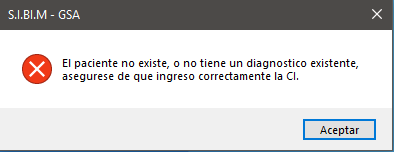 S.I.BI.M - GSA
El paciente no existe, o no tiene un diagnostico existente,
asegurese de que ingreso correctamente la CI.
Aceptar